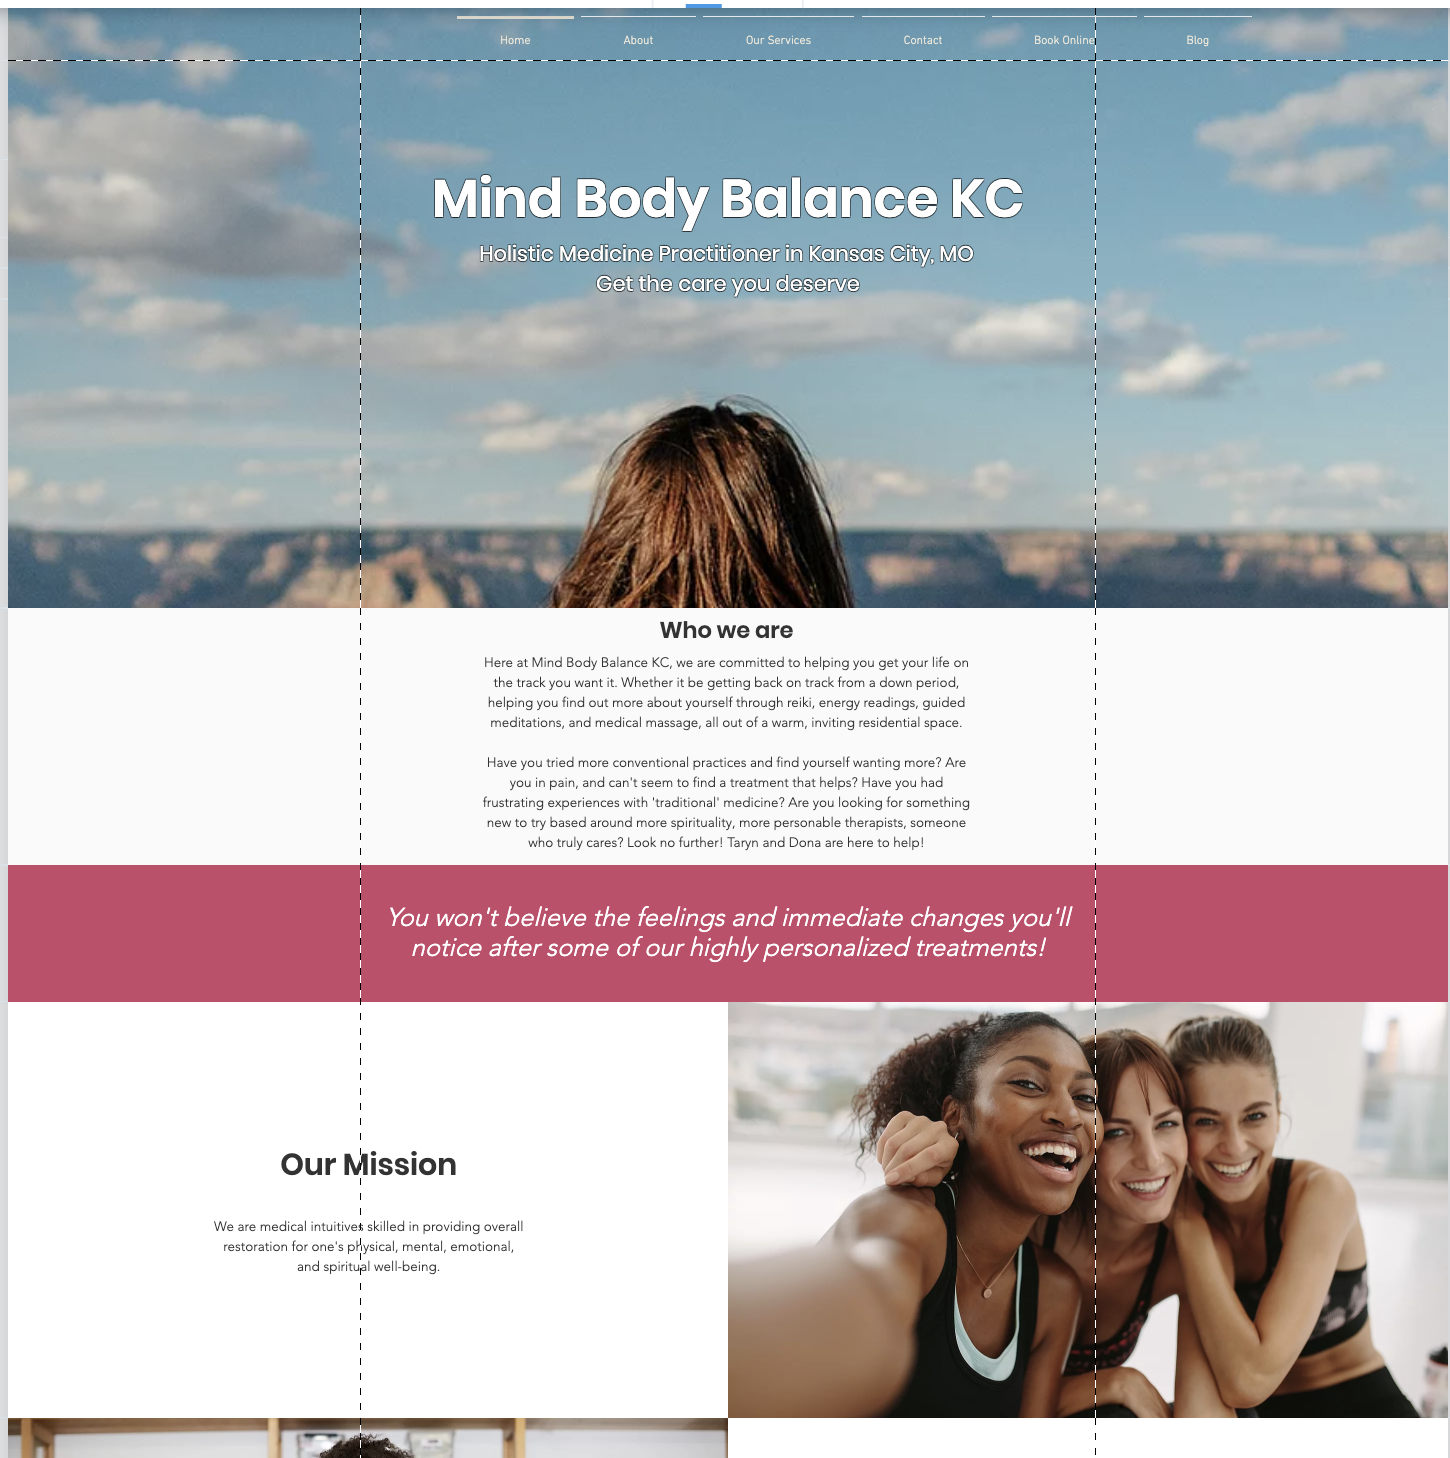 Home About Our Services Contact Book Online Blog
Mind Body Balance KC
Holistic Medicine Practitioner in Kansas City, MO
Get the care you deserve
Who we are
Here at Mind Body Balance KC, we are committed to helping you get your life on
the track you want it. Whether it be getting back on track from a down period,
helping you find out more about yourself through reiki, energy readings, guided
meditations, and medical massage, all out of a warm, inviting residential space.
Have you tried more conventional practices and find yourself wanting more? Are
you in pain, and can't seem to find a treatment that helps? Have you had
frustrating experiences with 'traditional' medicine? Are you looking for something
new to try based around more spirituality, more personable therapists, someone
who truly cares? Look no further! Taryn and Dona are here to help!
You won't believe the feelings and immediate changes you'll
notice after some of our highly personalized treatments!
Our Mission
We are medical intuitives skilled in providing overall
restoration for one's physical, mental, emotional,
and spiritual well-being.